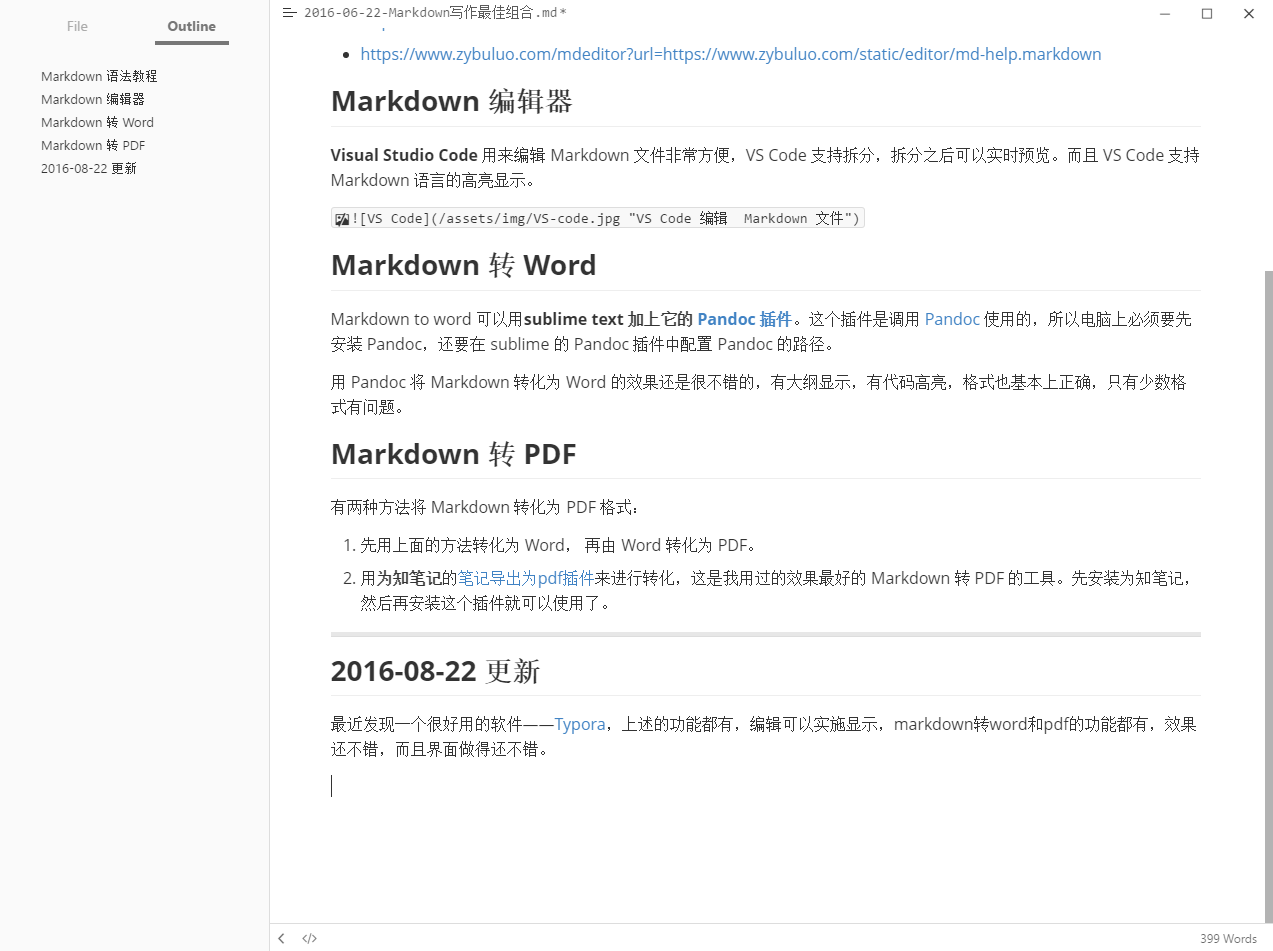 File
Outline
Markdown 语法教程
Markdown 编辑器
Markdown 转 Word
Markdown 转 PDF
2016-08-22 更新
2016-06-22-Markdown写作最佳组合.md*
https://www.zybuluo.com/mdeditor?url=https://www.zybuluo.com/static/editor/md-help.markdown
Markdown 编辑器
Visual Studio Code 用来编辑 Markdown 文件非常方便，VS Code 支持拆分，拆分之后可以实时预览。而且 VS Code 支持
Markdown 语言的高亮显示。
![VS Code](/assets/img/VS-code.jpg "VS Code 编辑  Markdown 文件")
Markdown 转 Word
Markdown to word 可以用sublime text 加上它的 Pandoc 插件。这个插件是调用 Pandoc 使用的，所以电脑上必须要先
安装 Pandoc，还要在 sublime 的 Pandoc 插件中配置 Pandoc 的路径。
用 Pandoc 将 Markdown 转化为 Word 的效果还是很不错的，有大纲显示，有代码高亮，格式也基本上正确，只有少数格
式有问题。
Markdown 转 PDF
有两种方法将 Markdown 转化为 PDF 格式：
1. 先用上面的方法转化为 Word， 再由 Word 转化为 PDF。
2. 用为知笔记的笔记导出为pdf插件来进行转化，这是我用过的效果最好的 Markdown 转 PDF 的工具。先安装为知笔记，
然后再安装这个插件就可以使用了。
2016-08-22 更新
最近发现一个很好用的软件——Typora，上述的功能都有，编辑可以实施显示，markdown转word和pdf的功能都有，效果
还不错，而且界面做得还不错。
399 Words